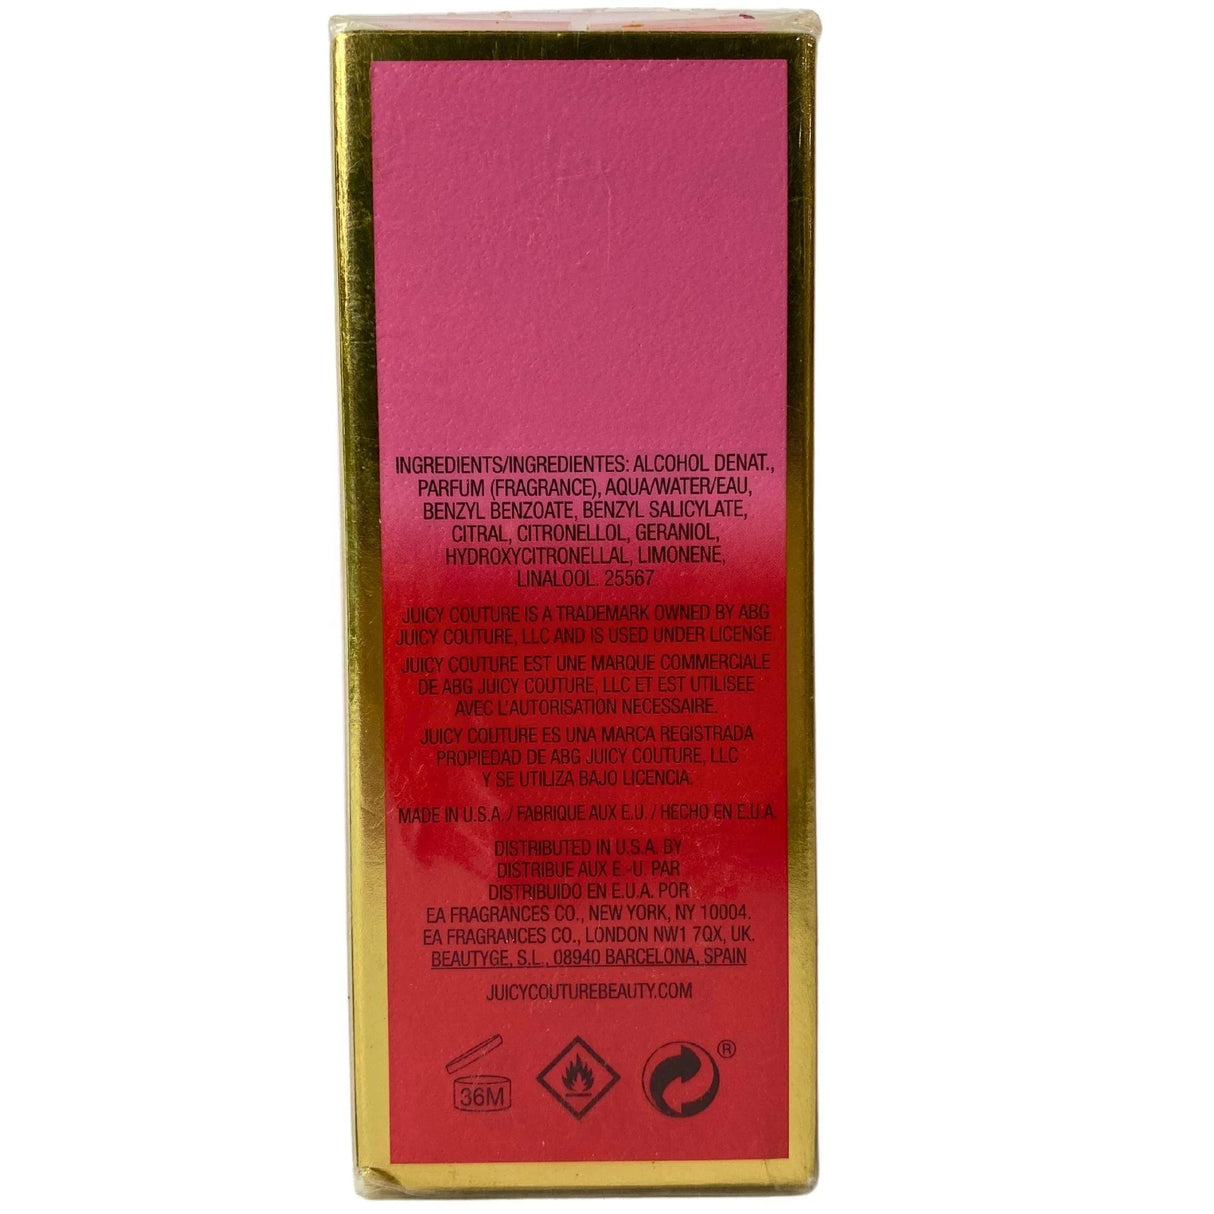 INGREDIENTS/INGREDIENTES: ALCOHOL DENAT.,
PARFUM (FRAGRANCE), AQUA/WATER/EAU,
BENZYL BENZOATE, BENZYL SALICYLATE,
CITRAL, CITRONELLOL, GERANIOL,
HYDROXYCITRONELLAL, LIMONENE,
LINALOOL. 25567
JUICY COUTURE IS A TRADEMARK OWNED BY ABG
JUICY COUTURE, LLC AND IS USED UNDER LICENSE.
JUICY COUTURE EST UNE MARQUE COMMERCIALE
DE ABG JUICY COUTURE, LLC ET EST UTILISEE
AVEC L'AUTORISATION NECESSAIRE.
JUICY COUTURE ES UNA MARCA REGISTRADA
PROPIEDAD DE ABG JUICY COUTURE, LLC
Y SE UTILIZA BAJO LICENCIA.
MADE IN U.S.A. / FABRIQUE AUX E.U. / HECHO EN E.U.A.
DISTRIBUTED IN U.S.A. BY
DISTRIBUE AUX E.-U. PAR
DISTRIBUIDO EN E.U.A. POR
EA FRAGRANCES CO., NEW YORK, NY 10004.
EA FRAGRANCES CO., LONDON NW1 7QX, UK.
BEAUTYGE, S.L., 08940 BARCELONA, SPAIN
JUICYCOUTUREBEAUTY.COM
36M ®